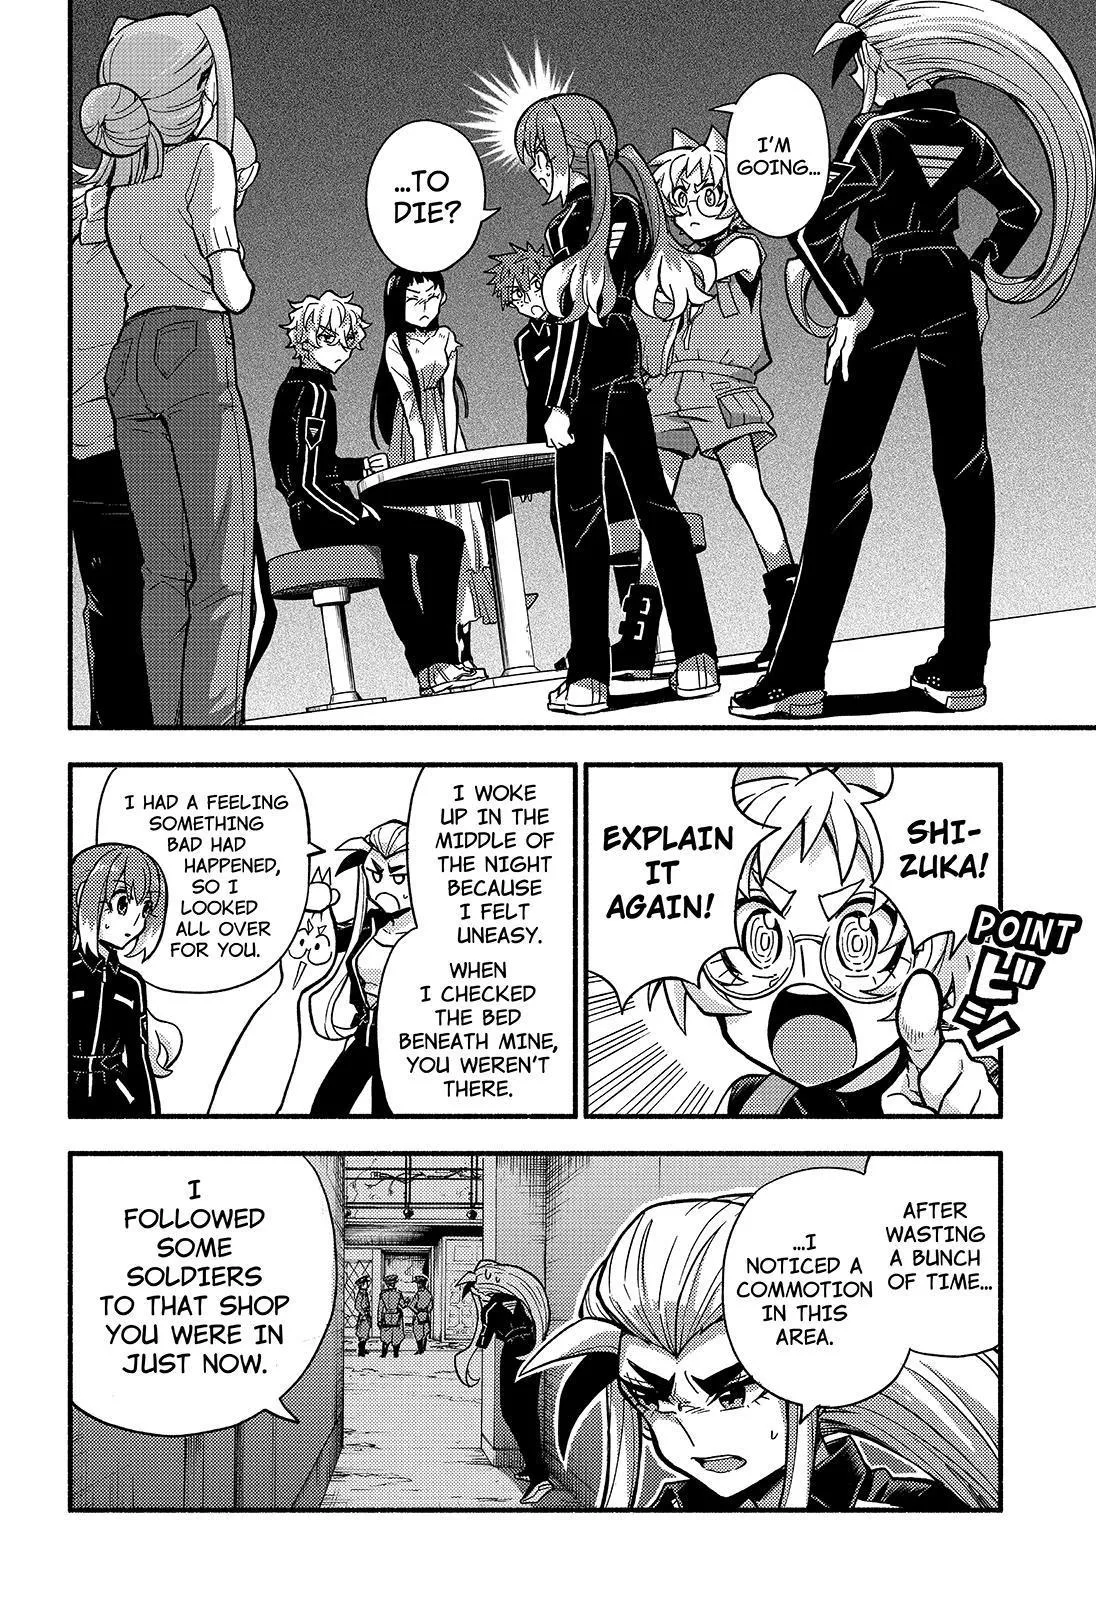 I'M
GOING...
...TO
DIE?
SHI-
ZUKA!
EXPLAIN
IT
AGAIN!
POINT
ビシ
I WOKE
UP IN THE
MIDDLE OF
THE NIGHT
BECAUSE
I FELT
UNEASY.
WHEN
I CHECKED
THE BED
BENEATH MINE,
YOU WEREN'T
THERE.
I HAD A FEELING
SOMETHING
BAD HAD
HAPPENED,
SO I
LOOKED
ALL OVER
FOR YOU.
AFTER
WASTING
A BUNCH
OF TIME...
...I
NOTICED A
COMMOTION
IN THIS
AREA.
I
FOLLOWED
SOME
SOLDIERS
TO THAT SHOP
YOU WERE IN
JUST NOW.